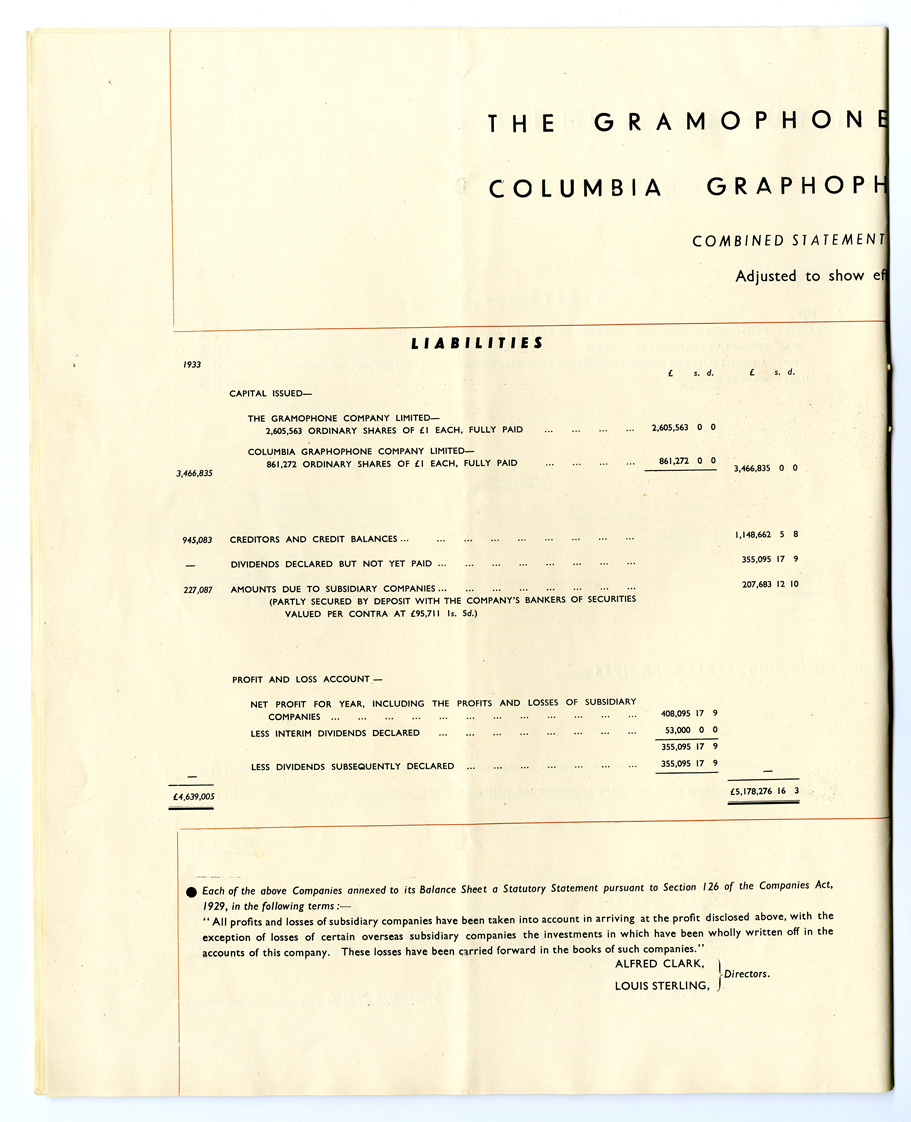 THE GRAMOPHONE
COLUMBIA GRAPHOPH
COMBINED STATEMENT
Adjusted to show eff
LIABILITIES
1933
£ s. d. £ s. d.
CAPITAL ISSUED—
THE GRAMOPHONE COMPANY LIMITED—
2,605,563 ORDINARY SHARES OF £1 EACH, FULLY PAID ... ... ... ... 2,605,563 0 0
COLUMBIA GRAPHOPHONE COMPANY LIMITED—
861,272 ORDINARY SHARES OF £1 EACH, FULLY PAID ... ... ... ... 861,272 0 0
3,466,835 3,466,835 0 0
945,083 CREDITORS AND CREDIT BALANCES ... ... ... ... ... ... ... ... ... 1,148,662 5 8
— DIVIDENDS DECLARED BUT NOT YET PAID ... ... ... ... ... ... ... ... 355,095 17 9
227,087 AMOUNTS DUE TO SUBSIDIARY COMPANIES ... ... ... ... ... ... ... ... 207,683 12 10
(PARTLY SECURED BY DEPOSIT WITH THE COMPANY'S BANKERS OF SECURITIES
VALUED PER CONTRA AT £95,711 1s. 5d.)
PROFIT AND LOSS ACCOUNT —
NET PROFIT FOR YEAR, INCLUDING THE PROFITS AND LOSSES OF SUBSIDIARY
COMPANIES ... ... ... ... ... ... ... ... ... ... ... ... 408,095 17 9
LESS INTERIM DIVIDENDS DECLARED ... ... ... ... ... ... ... ... 53,000 0 0
355,095 17 9
LESS DIVIDENDS SUBSEQUENTLY DECLARED ... ... ... ... ... ... ... 355,095 17 9 —
—
£4,639,005 £5,178,276 16 3
● Each of the above Companies annexed to its Balance Sheet a Statutory Statement pursuant to Section 126 of the Companies Act,
1929, in the following terms :—
"All profits and losses of subsidiary companies have been taken into account in arriving at the profit disclosed above, with the
exception of losses of certain overseas subsidiary companies the investments in which have been wholly written off in the
accounts of this company. These losses have been carried forward in the books of such companies."
ALFRED CLARK,
Directors.
LOUIS STERLING,